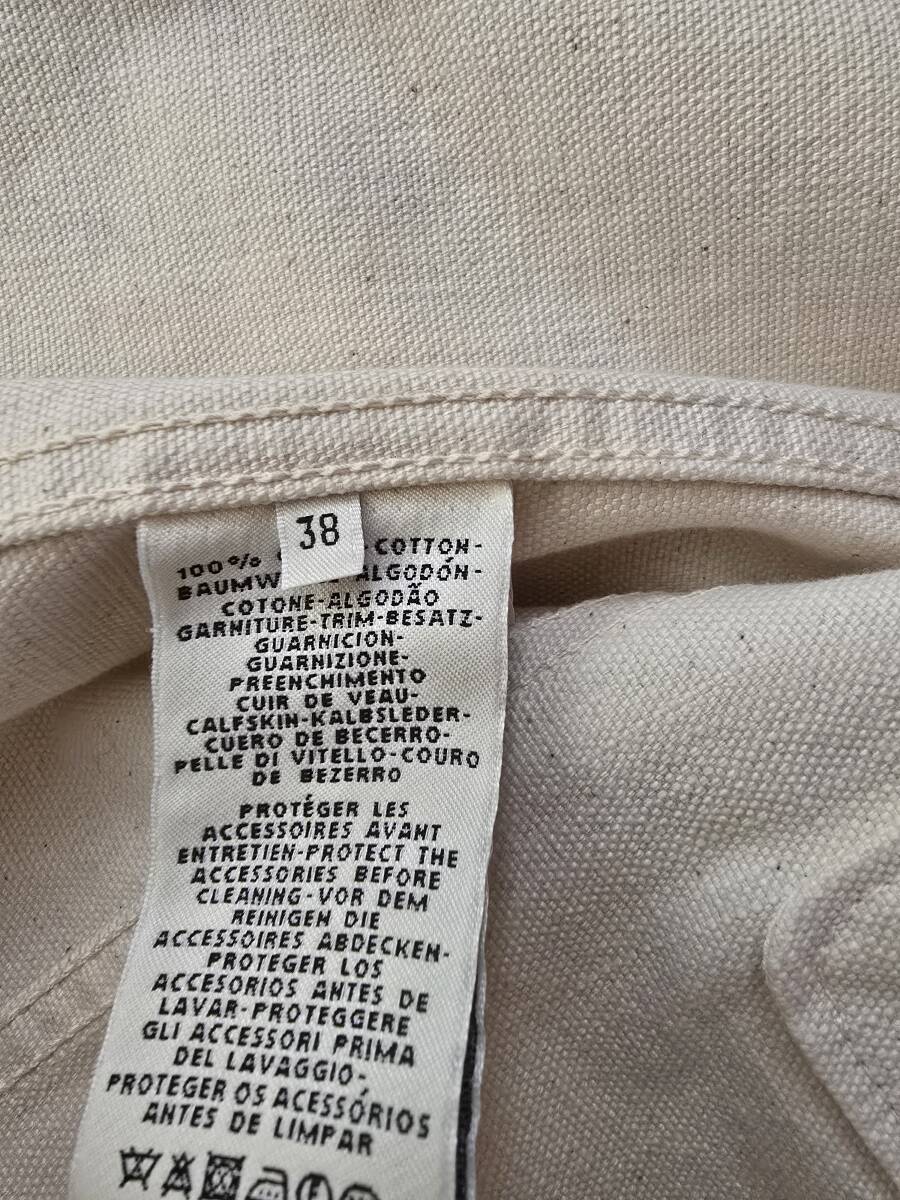 38
100% -COTTON-
BAUMW ALGODÓN-
COTONE-ALGODÃO
GARNITURE-TRIM-BESATZ-
GUARNICION-
GUARNIZIONE-
PREENCHIMENTO
CUIR DE VEAU-
CALFSKIN-KALBSLEDER-
CUERO DE BECERRO-
PELLE DI VITELLO-COURO
DE BEZERRO
PROTÉGER LES
ACCESSOIRES AVANT
ENTRETIEN-PROTECT THE
ACCESSORIES BEFORE
CLEANING-VOR DEM
REINIGEN DIE
ACCESSOIRES ABDECKEN-
PROTEGER LOS
ACCESORIOS ANTES DE
LAVAR-PROTEGGERE
GLI ACCESSORI PRIMA
DEL LAVAGGIO-
PROTEGER OS ACESSÓRIOS
ANTES DE LIMPAR